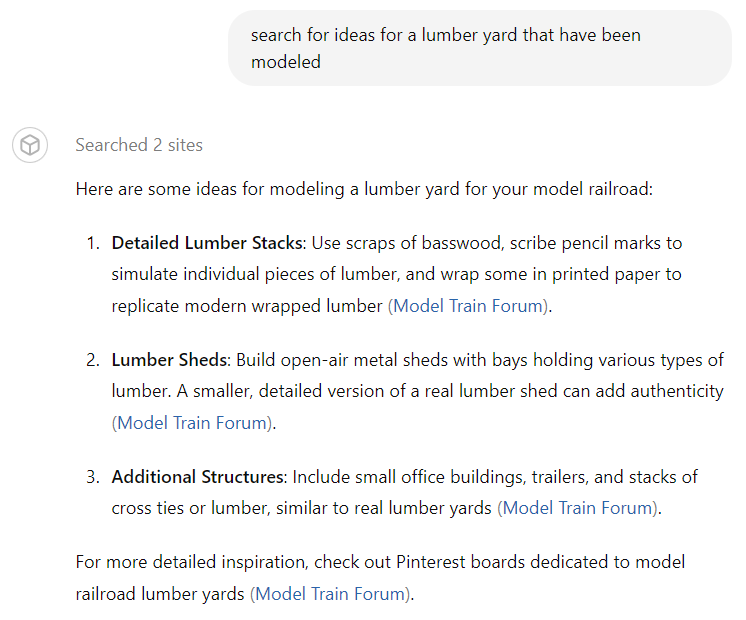 search for ideas for a lumber yard that have been
modeled
Searched 2 sites
Here are some ideas for modeling a lumber yard for your model railroad:
1. Detailed Lumber Stacks: Use scraps of basswood, scribe pencil marks to
simulate individual pieces of lumber, and wrap some in printed paper to
replicate modern wrapped lumber (Model Train Forum).
2. Lumber Sheds: Build open-air metal sheds with bays holding various types of
lumber. A smaller, detailed version of a real lumber shed can add authenticity
(Model Train Forum).
3. Additional Structures: Include small office buildings, trailers, and stacks of
cross ties or lumber, similar to real lumber yards (Model Train Forum).
For more detailed inspiration, check out Pinterest boards dedicated to model
railroad lumber yards (Model Train Forum).